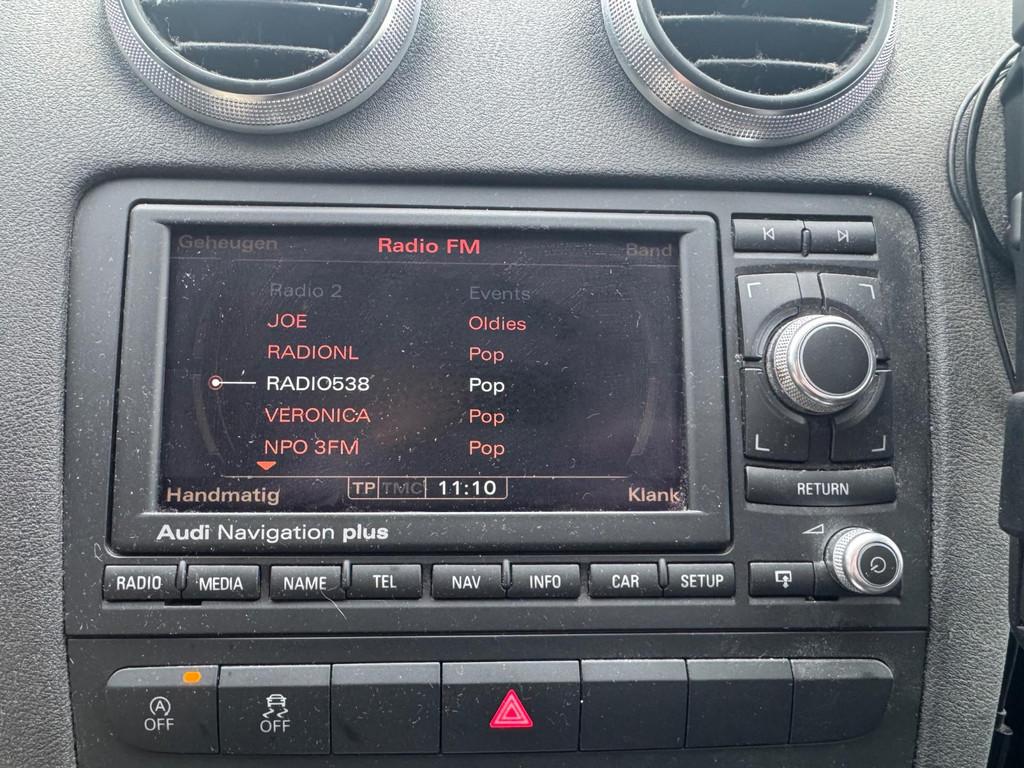 Geheugen Radio FM Band
Radio 2 Events
JOE Oldies
RADIONL Pop
RADIO538 Pop
VERONICA Pop
NPO 3FM Pop
Handmatig TP TMC 11:10 Klank
RETURN
Audi Navigation plus
RADIO MEDIA NAME TEL NAV INFO CAR SETUP
A
OFF OFF